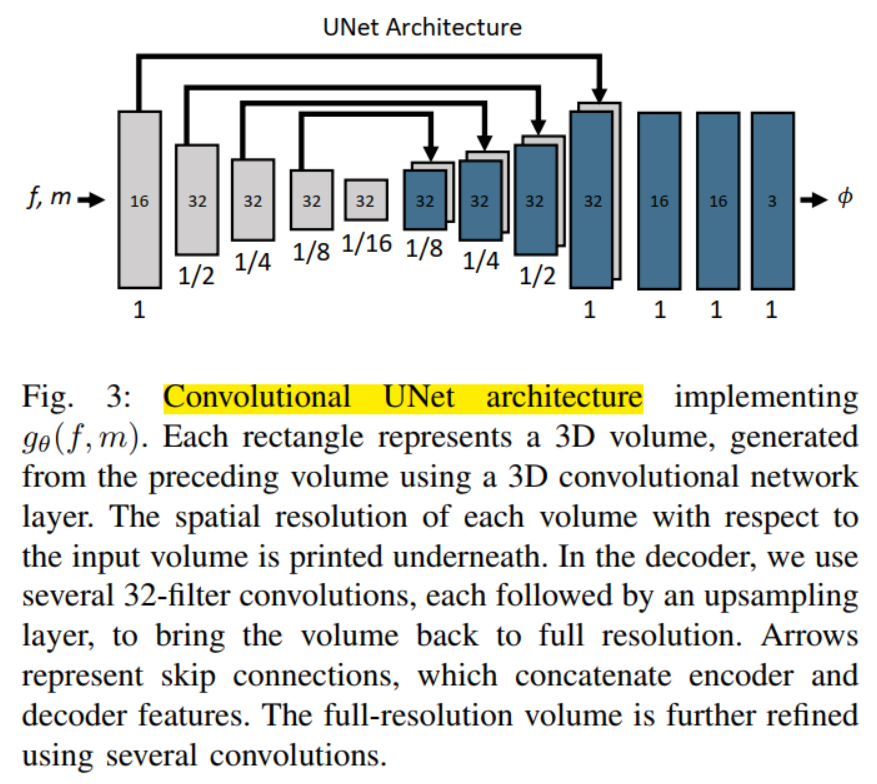 UNet Architecture
f, m
16
32
32
32
32
32
32
32
32
16
16
3
ϕ
1
1/2
1/4
1/8
1/16
1/8
1/4
1/2
1
1
1
1
Fig. 3: Convolutional UNet architecture implementing
gθ(f, m). Each rectangle represents a 3D volume, generated
from the preceding volume using a 3D convolutional network
layer. The spatial resolution of each volume with respect to
the input volume is printed underneath. In the decoder, we use
several 32-filter convolutions, each followed by an upsampling
layer, to bring the volume back to full resolution. Arrows
represent skip connections, which concatenate encoder and
decoder features. The full-resolution volume is further refined
using several convolutions.